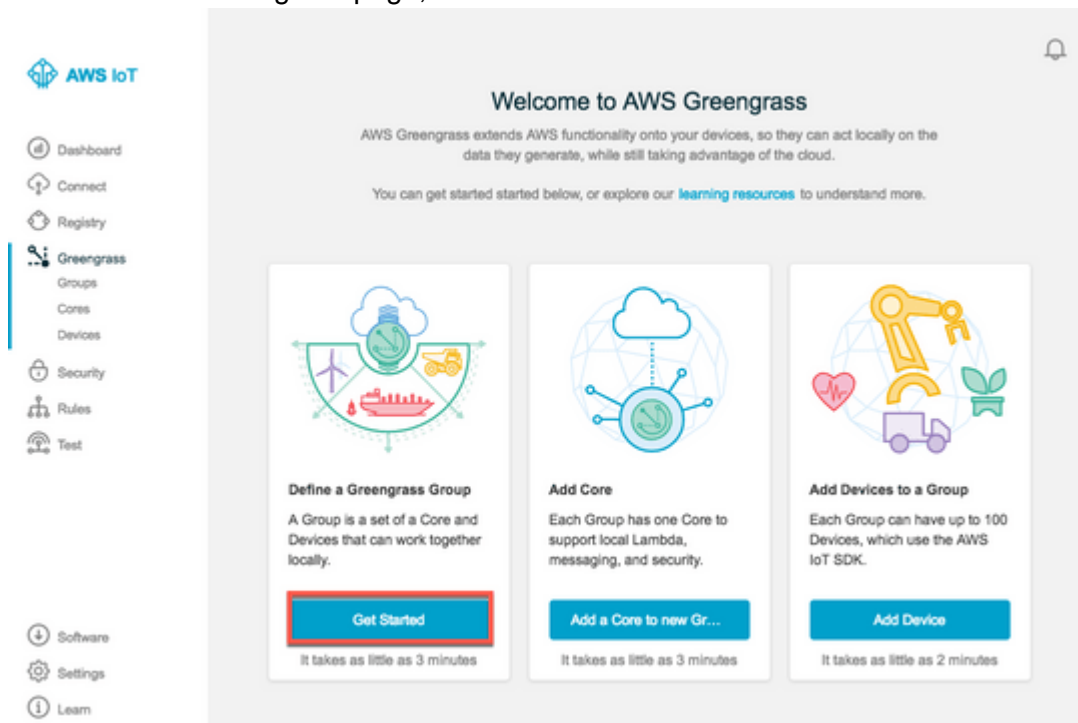 AWS IoT
Dashboard
Connect
Registry
Greengrass
Groups
Cores
Devices
Security
Rules
Test
Software
Settings
Learn
Welcome to AWS Greengrass
AWS Greengrass extends AWS functionality onto your devices, so they can act locally on the
data they generate, while still taking advantage of the cloud.
You can get started started below, or explore our learning resources to understand more.
Define a Greengrass Group
A Group is a set of a Core and
Devices that can work together
locally.
Get Started
It takes as little as 3 minutes
Add Core
Each Group has one Core to
support local Lambda,
messaging, and security.
Add a Core to new Gr...
It takes as little as 3 minutes
Add Devices to a Group
Each Group can have up to 100
Devices, which use the AWS
IoT SDK.
Add Device
It takes as little as 2 minutes